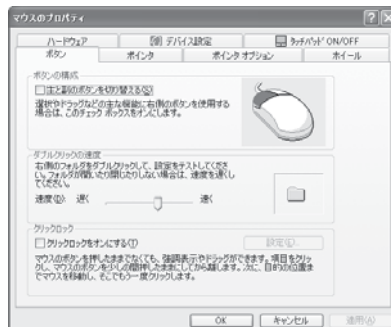 マウスのプロパティ
ハードウェア デバイス設定 タッチパッド ON/OFF
ボタン ポインタ ポインタ オプション ホイール
ボタンの構成
主と副のボタンを切り替える(S)
選択やドラッグなどの主な機能に右側のボタンを使用する
場合は、このチェック ボックスをオンにします。
ダブルクリックの速度
右側のフォルダをダブルクリックして、設定をテストしてくださ
い。フォルダが開いたり閉じたりしない場合は、速度を遅くし
てください。
速度(D): 遅く 速く
クリックロック
クリックロックをオンにする(T) 設定(E)...
マウスのボタンを押したままでなくても、強調表示やドラッグができます。項目をクリッ
クし、マウスのボタンを少しの間押したままにしてから離します。次に、目的の位置ま
でマウスを移動し、そこでもう一度クリックします。
OK キャンセル 適用(A)